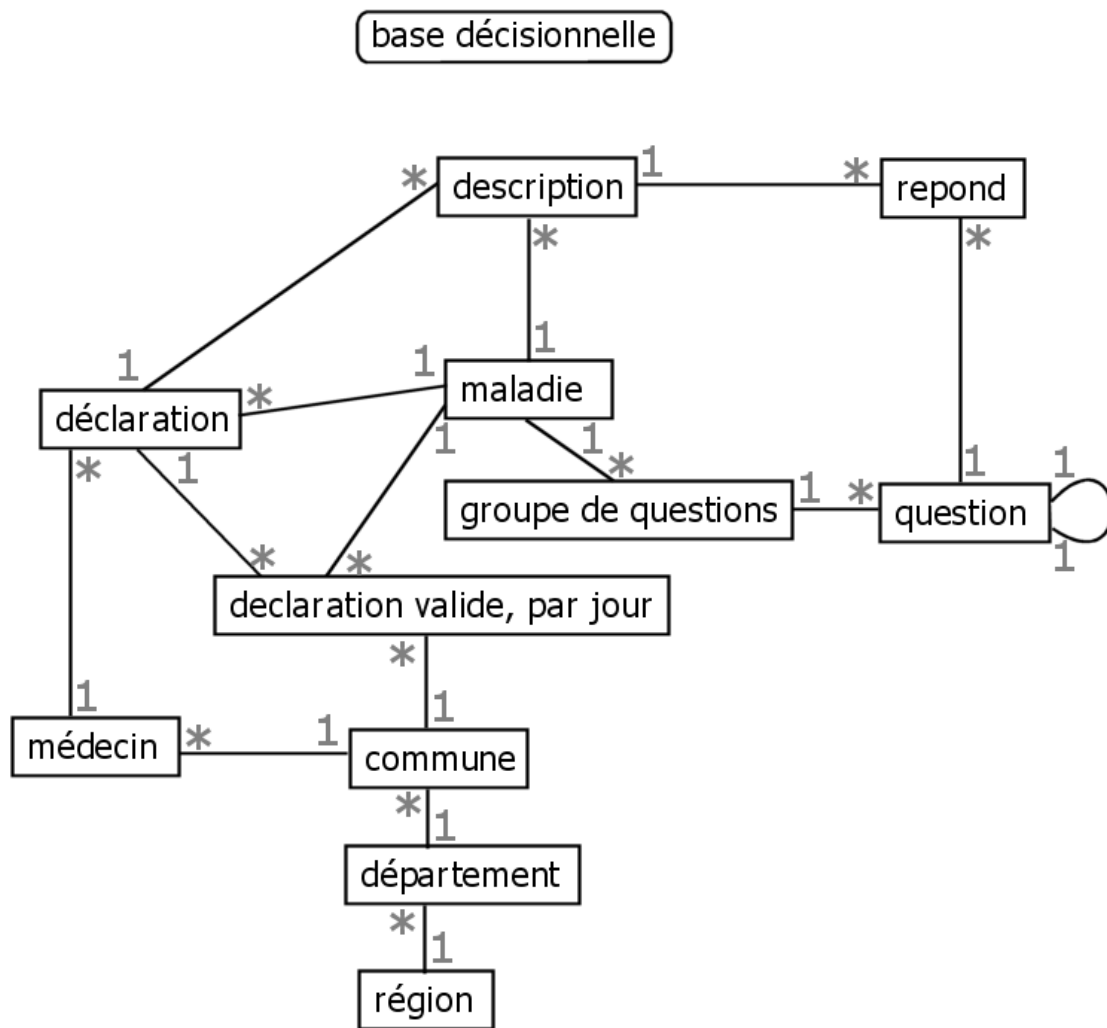 base décisionnelle
* description 1 * repond
* *
1 1
1 maladie
déclaration *
* 1 1 1 * 1 1
groupe de questions 1 * question
* * 1
declaration valide, par jour
*
1 1
médecin * 1 commune
* 1
département
* 1
région